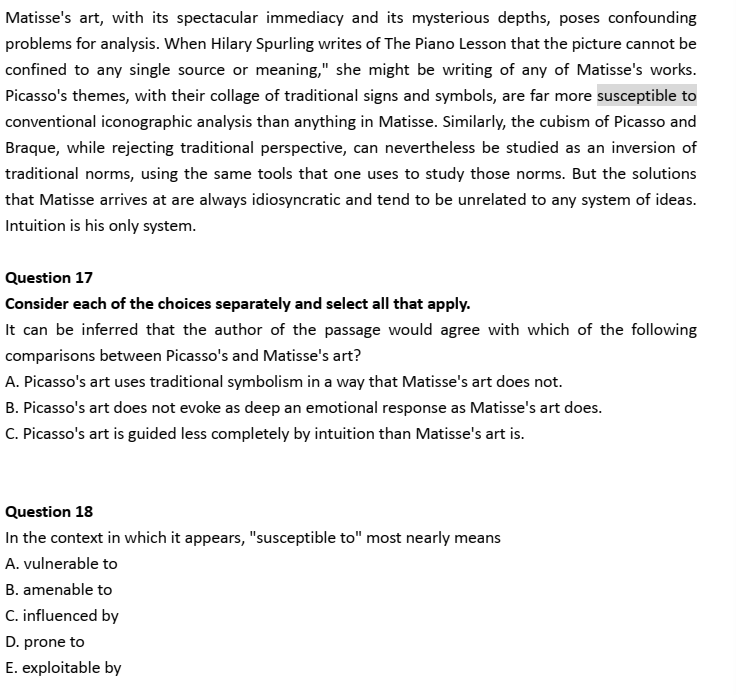 Matisse's art, with its spectacular immediacy and its mysterious depths, poses confounding
problems for analysis. When Hilary Spurling writes of The Piano Lesson that the picture cannot be
confined to any single source or meaning," she might be writing of any of Matisse's works.
Picasso's themes, with their collage of traditional signs and symbols, are far more susceptible to
conventional iconographic analysis than anything in Matisse. Similarly, the cubism of Picasso and
Braque, while rejecting traditional perspective, can nevertheless be studied as an inversion of
traditional norms, using the same tools that one uses to study those norms. But the solutions
that Matisse arrives at are always idiosyncratic and tend to be unrelated to any system of ideas.
Intuition is his only system.
Question 17
Consider each of the choices separately and select all that apply.
It can be inferred that the author of the passage would agree with which of the following
comparisons between Picasso's and Matisse's art?
A. Picasso's art uses traditional symbolism in a way that Matisse's art does not.
B. Picasso's art does not evoke as deep an emotional response as Matisse's art does.
C. Picasso's art is guided less completely by intuition than Matisse's art is.
Question 18
In the context in which it appears, "susceptible to" most nearly means
A. vulnerable to
B. amenable to
C. influenced by
D. prone to
E. exploitable by